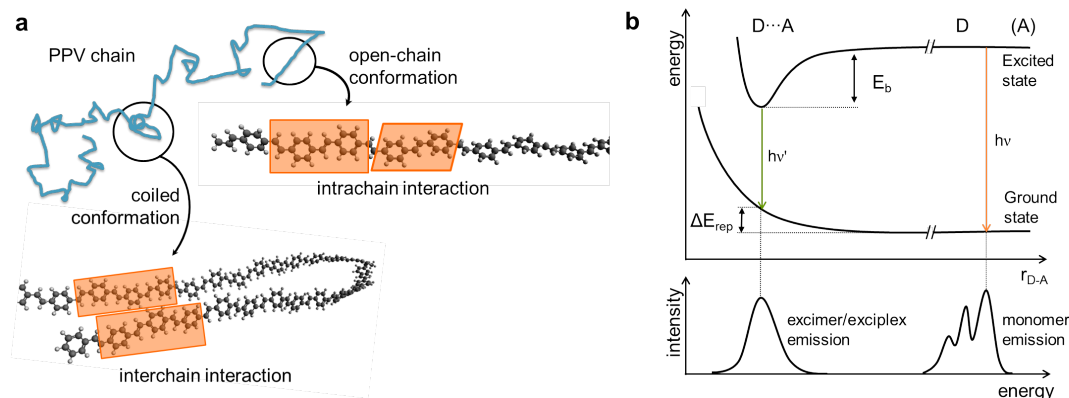 a
PPV chain
open-chain
conformation
intrachain interaction
coiled
conformation
interchain interaction
b
D···A
D
(A)
energy
Excited
state
E_b
hν'
hν
Ground
state
ΔE_rep
r_D-A
intensity
excimer/exciplex
emission
monomer
emission
energy